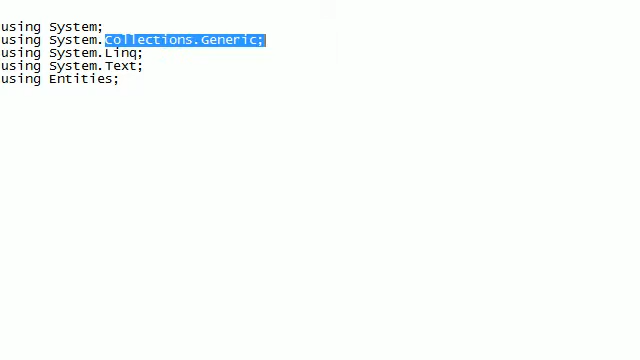 using System;
using System.Collections.Generic;
using System.Linq;
using System.Text;
using Entities;